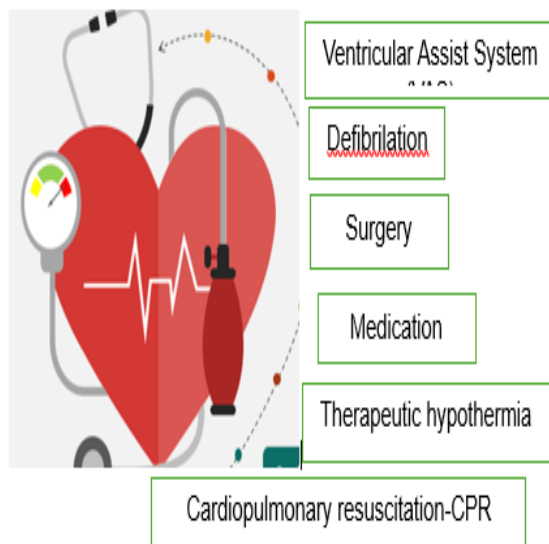 Ventricular Assist System
Defibrilation
Surgery
Medication
Therapeutic hypothermia
Cardiopulmonary resuscitation-CPR